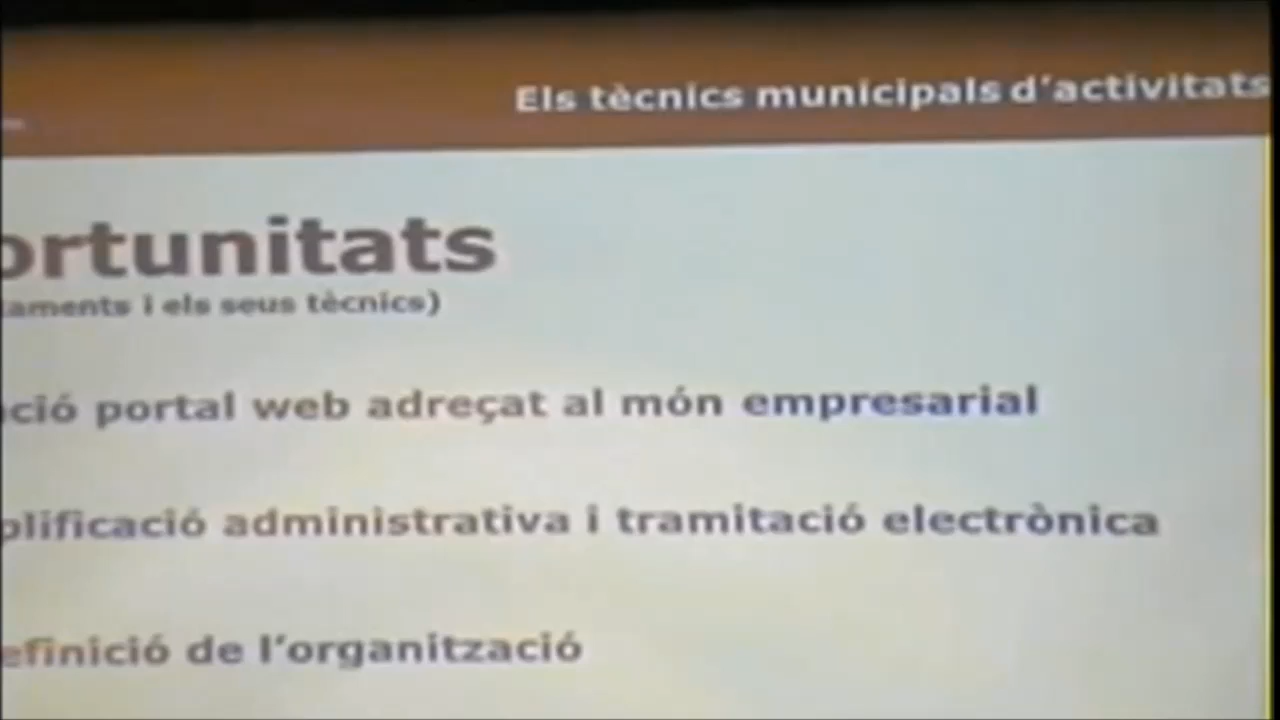 Els tècnics municipals d'activitats
ortunitats
aments i els seus tècnics)
ció portal web adreçat al món empresarial
plificació administrativa i tramitació electrònica
efinició de l'organització